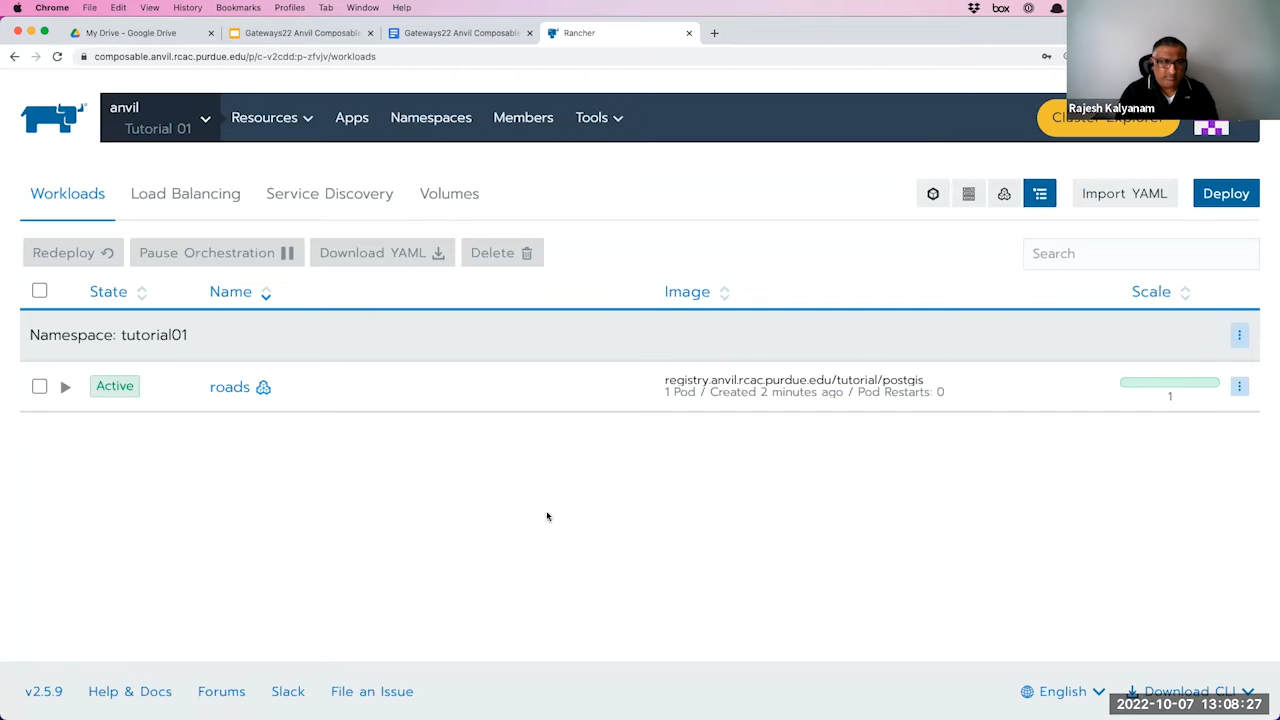 Chrome File Edit View History Bookmarks Profiles Tab Window Help box
My Drive - Google Drive Gateways22 Anvil Composable Gateways22 Anvil Composable Rancher
composable.anvil.rcac.purdue.edu/p/c-v2cdd:p-zfvjv/workloads
Rajesh Kalyanam
anvil
Tutorial 01
Resources Apps Namespaces Members Tools Cluster Explorer
Workloads Load Balancing Service Discovery Volumes Import YAML Deploy
Redeploy Pause Orchestration Download YAML Delete Search
State Name Image Scale
Namespace: tutorial01
Active roads registry.anvil.rcac.purdue.edu/tutorial/postgis
1 Pod / Created 2 minutes ago / Pod Restarts: 0
1
v2.5.9 Help & Docs Forums Slack File an Issue English Download CLI
2022-10-07 13:08:27